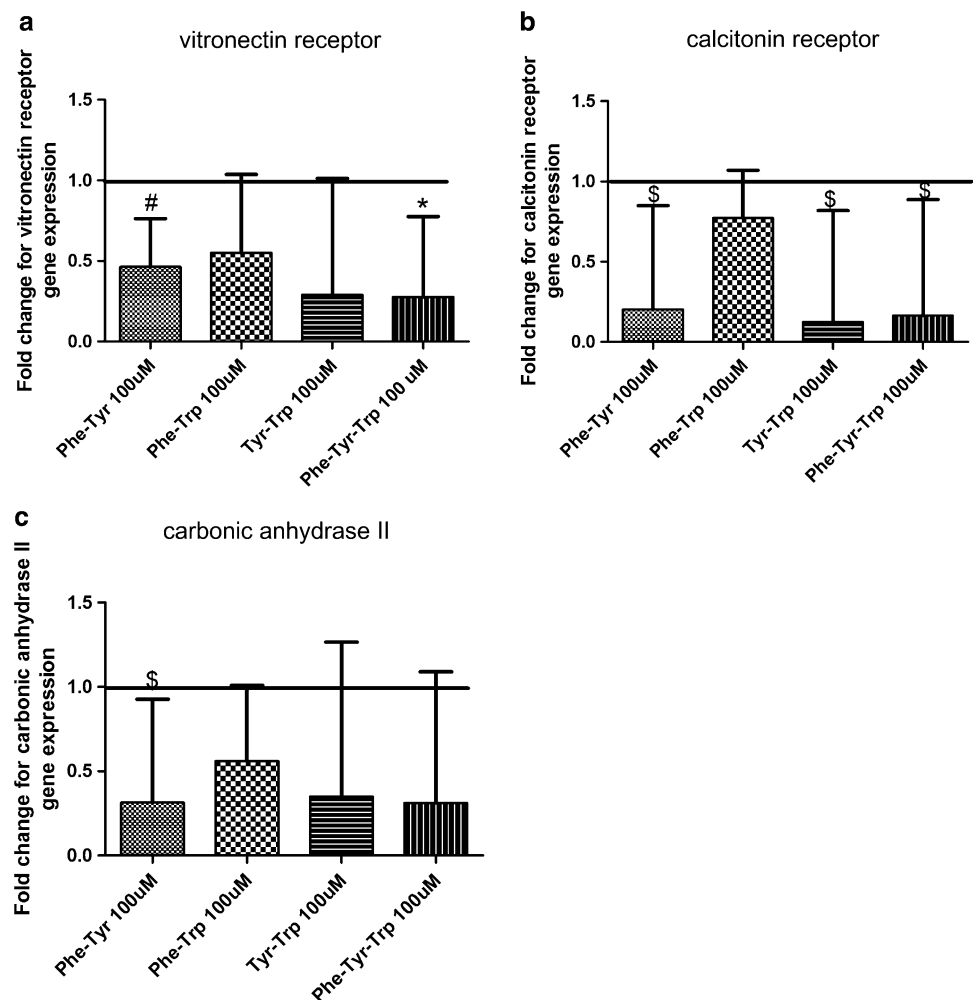 a
vitronectin receptor
Fold change for vitronectin receptor
gene expression
1.5
1.0
0.5
0.0
#
*
Phe-Tyr 100uM
Phe-Trp 100uM
Tyr-Trp 100uM
Phe-Tyr-Trp 100 uM
b
calcitonin receptor
Fold change for calcitonin receptor
gene expression
1.5
1.0
0.5
0.0
$
$
$
Phe-Tyr 100uM
Phe-Trp 100uM
Tyr-Trp 100uM
Phe-Tyr-Trp 100uM
c
carbonic anhydrase II
Fold change for carbonic anhydrase II
gene expression
1.5
1.0
0.5
0.0
$
Phe-Tyr 100uM
Phe-Trp 100uM
Tyr-Trp 100uM
Phe-Tyr-Trp 100uM